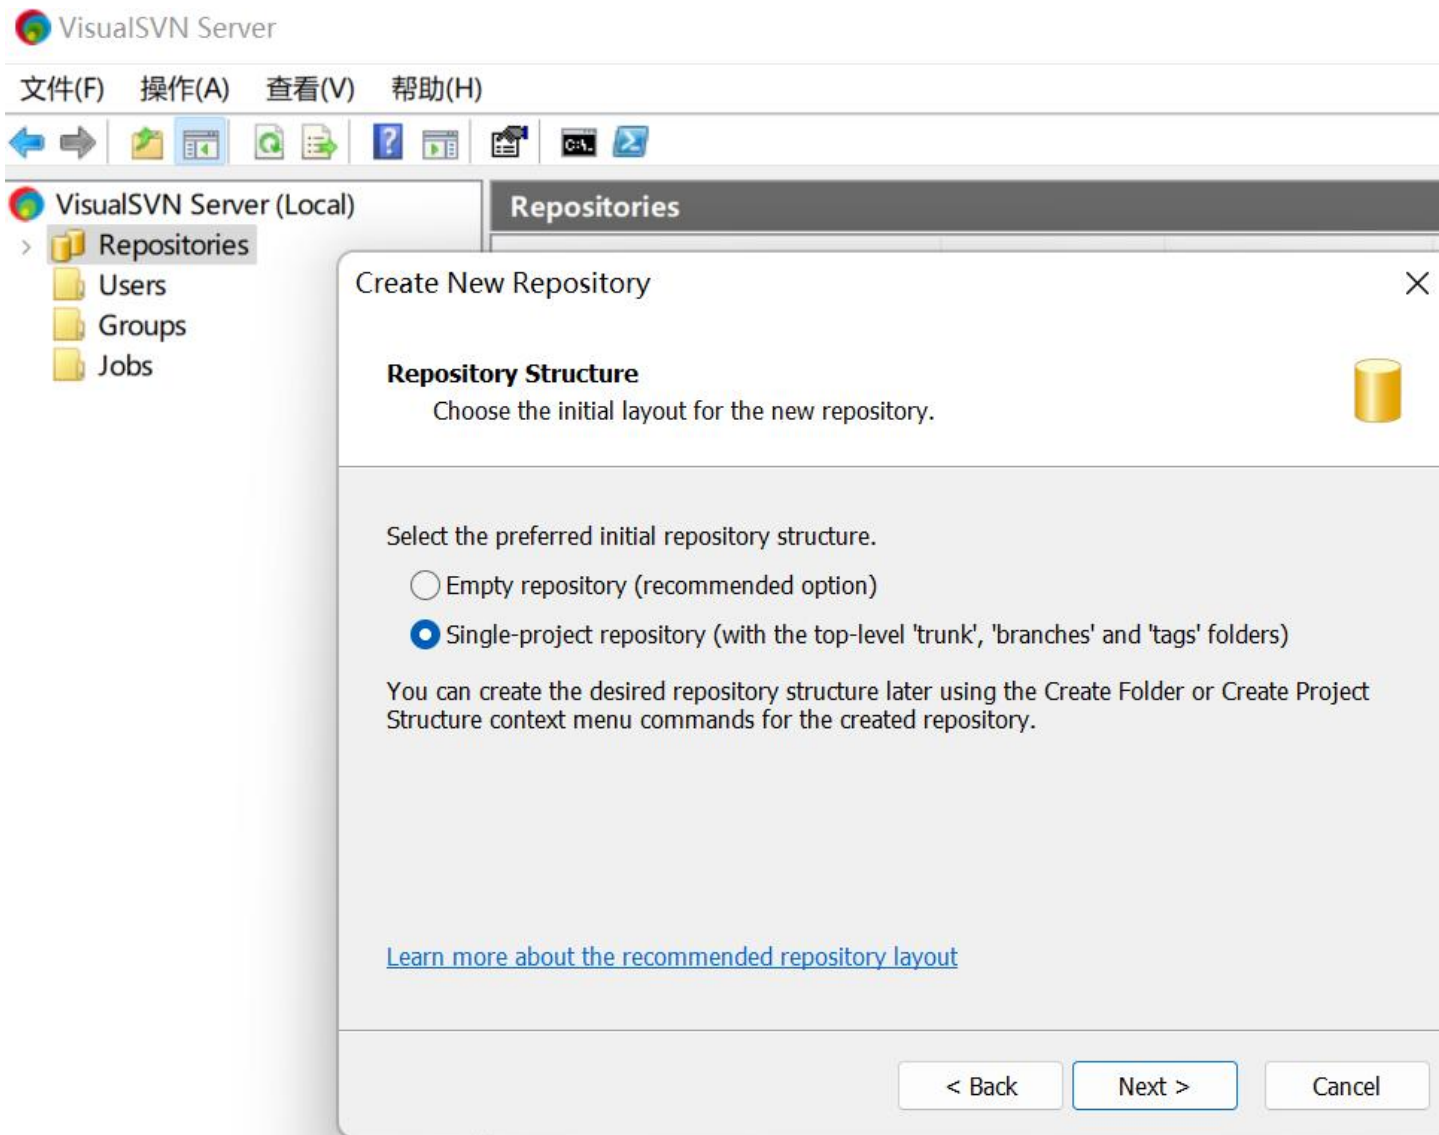 VisualSVN Server
文件(F) 操作(A) 查看(V) 帮助(H)
VisualSVN Server (Local)
Repositories
Users
Groups
Jobs
Repositories
Create New Repository
Repository Structure
Choose the initial layout for the new repository.
Select the preferred initial repository structure.
Empty repository (recommended option)
Single-project repository (with the top-level 'trunk', 'branches' and 'tags' folders)
You can create the desired repository structure later using the Create Folder or Create Project
Structure context menu commands for the created repository.
Learn more about the recommended repository layout
< Back Next > Cancel